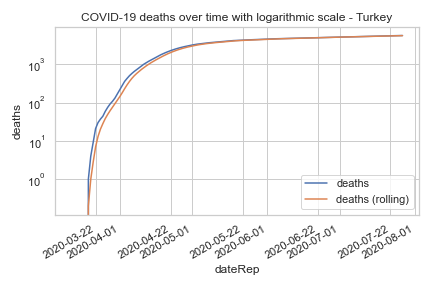 COVID-19 deaths over time with logarithmic scale - Turkey
deaths
10³
10²
10¹
10⁰
deaths
deaths (rolling)
2020-03-22
2020-04-01
2020-04-22
2020-05-01
2020-05-22
2020-06-01
2020-06-22
2020-07-01
2020-07-22
2020-08-01
dateRep